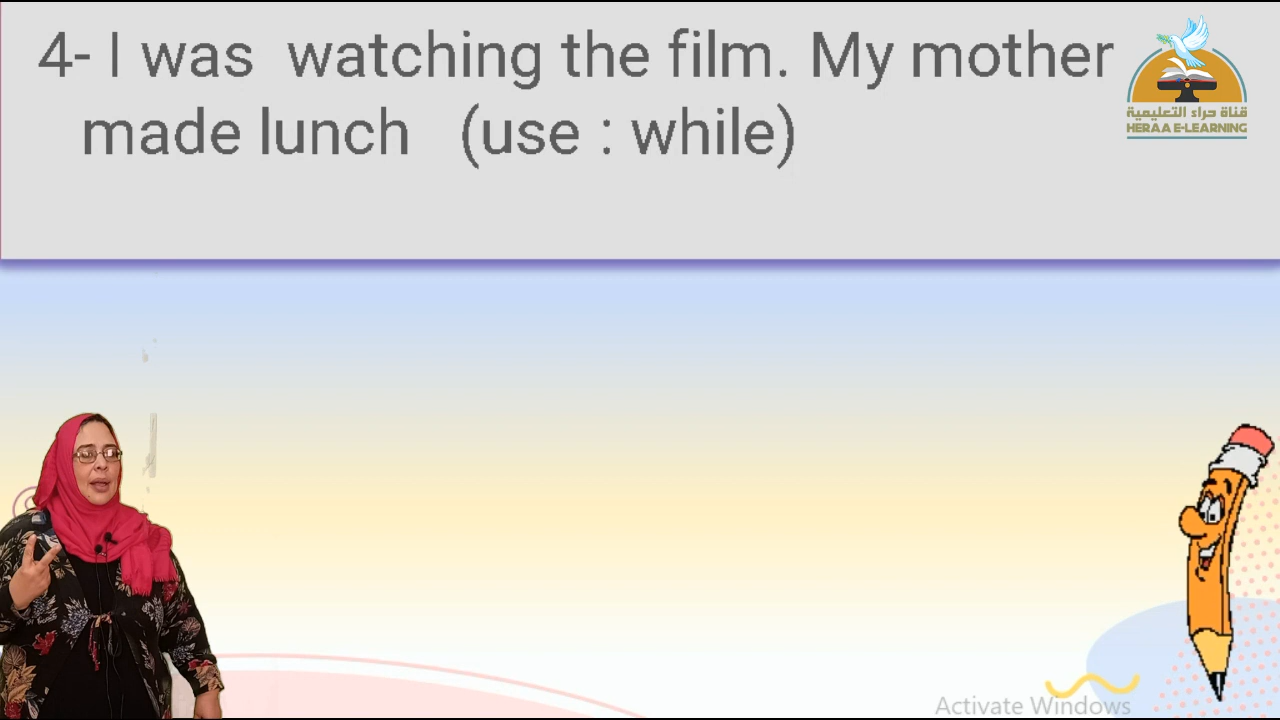 4- I was  watching the film. My mother
made lunch   (use : while)
قناة حراء التعليمية
HERAA E-LEARNING
Activate Windows